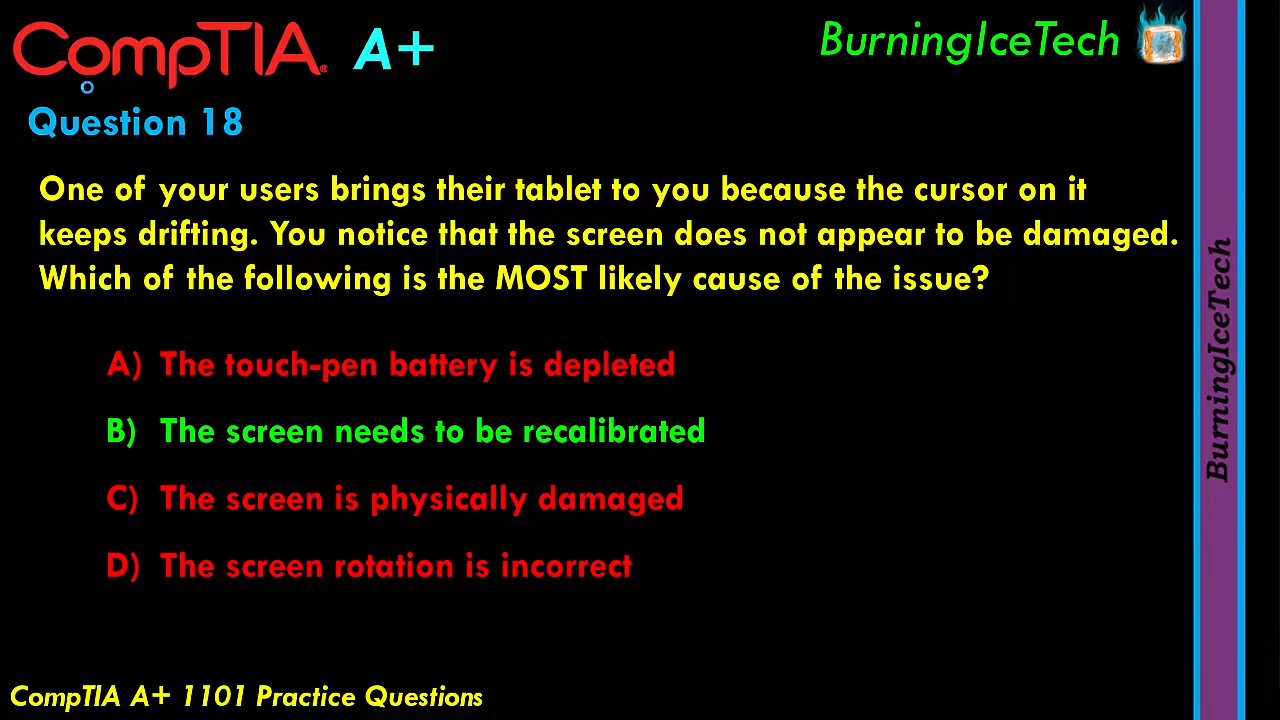 CompTIA® A+
BurningIceTech
Question 18
One of your users brings their tablet to you because the cursor on it
keeps drifting. You notice that the screen does not appear to be damaged.
Which of the following is the MOST likely cause of the issue?
A) The touch-pen battery is depleted
B) The screen needs to be recalibrated
C) The screen is physically damaged
D) The screen rotation is incorrect
BurningIceTech
CompTIA A+ 1101 Practice Questions